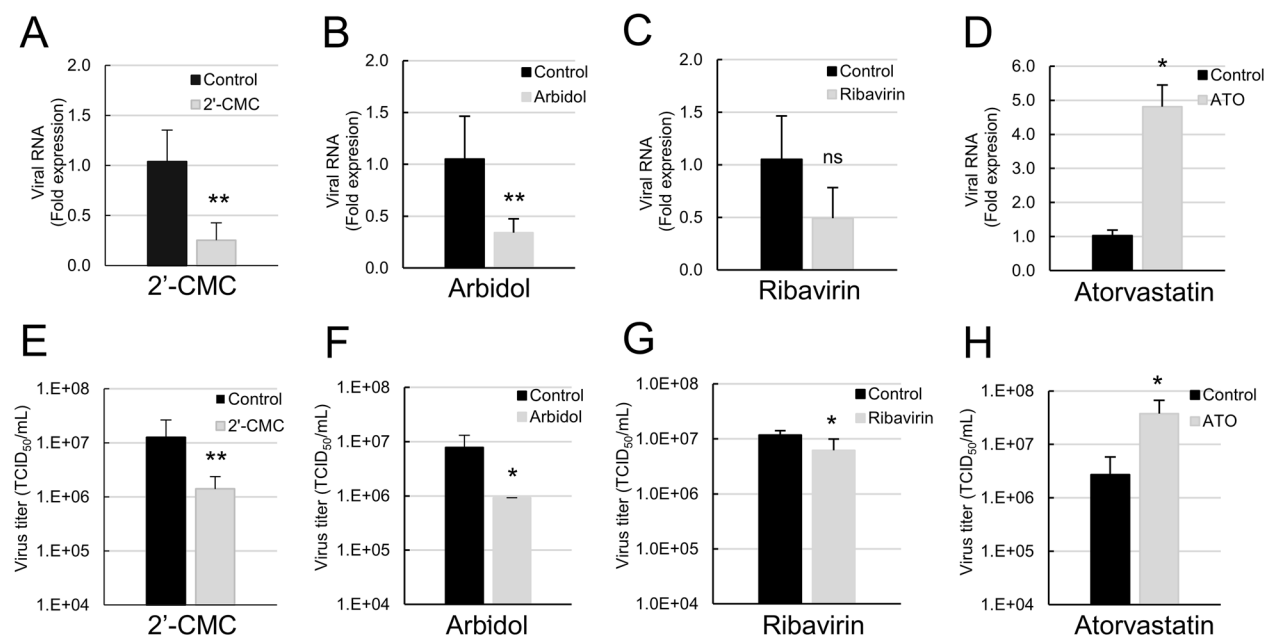 A
2.0
1.5
1.0
0.5
0.0
Viral RNA
(Fold expression)
Control
2'-CMC
**
2'-CMC
B
2.0
1.5
1.0
0.5
0.0
Viral RNA
(Fold expresion)
Control
Arbidol
**
Arbidol
C
2.0
1.5
1.0
0.5
0.0
Viral RNA
(Fold expresion)
Control
Ribavirin
ns
Ribavirin
D
6.0
5.0
4.0
3.0
2.0
1.0
0.0
Viral RNA
(Fold expresion)
Control
ATO
*
Atorvastatin
E
1.E+08
1.E+07
1.E+06
1.E+05
1.E+04
Virus titer (TCID50/mL)
Control
2'-CMC
**
2'-CMC
F
1.E+08
1.E+07
1.E+06
1.E+05
1.E+04
Virus titer (TCID50/mL)
Control
Arbidol
*
Arbidol
G
1.0E+08
1.0E+07
1.0E+06
1.0E+05
1.0E+04
Virus titer (TCID50/mL)
Control
Ribavirin
*
Ribavirin
H
1.E+08
1.E+07
1.E+06
1.E+05
1.E+04
Virus titer (TCID50/mL)
Control
ATO
*
Atorvastatin